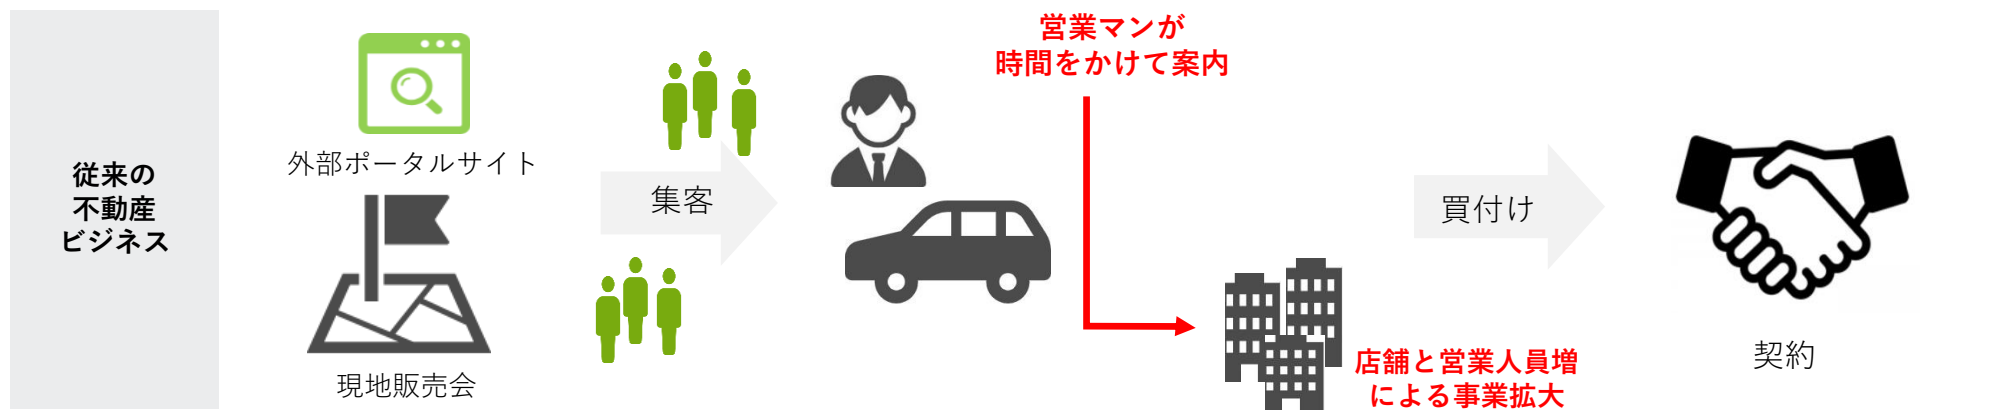 従来の
不動産
ビジネス
外部ポータルサイト
現地販売会
集客
営業マンが
時間をかけて案内
店舗と営業人員増
による事業拡大
買付け
契約